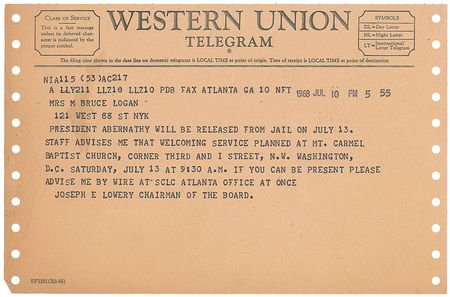 CLASS OF SERVICE
This is a fast message
unless its deferred char-
acter is indicated by the
proper symbol.
WESTERN UNION
TELEGRAM
®
SYMBOLS
DL=Day Letter
NL=Night Letter
LT=International Letter Telegram
The filing time shown in the date line on domestic telegrams is LOCAL TIME at point of origin. Time of receipt is LOCAL TIME at point of destination
NIA115 (53)AC217
A LLY211 LLZ10 LLZ10 PDB FAX ATLANTA GA 10 NFT 1968 JUL 10 PM 5 55
MRS M BRUCE LOGAN
121 WEST 88 ST NYK
PRESIDENT ABERNATHY WILL BE RELEASED FROM JAIL ON JULY 13.
STAFF ADVISES ME THAT WELCOMING SERVICE PLANNED AT MT. CARMEL
BAPTIST CHURCH, CORNER THIRD AND I STREET, N.W. WASHINGTON,
D.C. SATURDAY, JULY 13 AT 9:30 A.M. IF YOU CAN BE PRESENT PLEASE
ADVISE ME BY WIRE AT SCLC ATLANTA OFFICE AT ONCE
JOSEPH E LOWERY CHAIRMAN OF THE BOARD.
SF1201(R2-65)